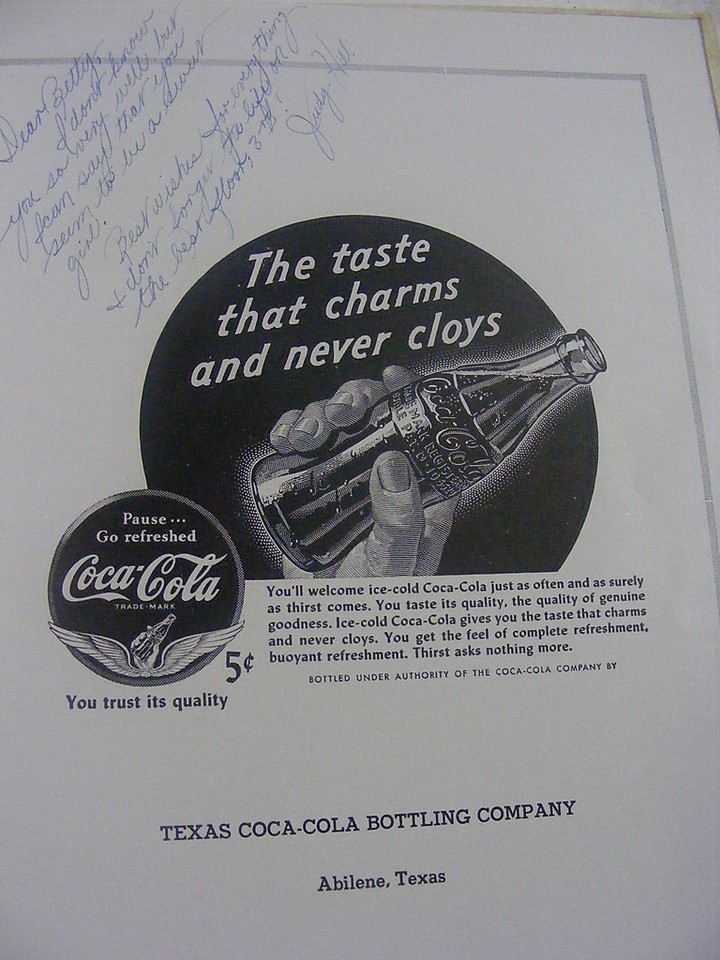 Dear Betty,
I don't know
you so very well but
I can say that you
seem to be a sweet
girl.
Best wishes for everything
& don't forget the life on
the best floor, 3rd!
Judy
The taste
that charms
and never cloys
Coca-Cola
Pause...
Go refreshed
Coca-Cola
TRADE-MARK
5¢
You trust its quality
You'll welcome ice-cold Coca-Cola just as often and as surely
as thirst comes. You taste its quality, the quality of genuine
goodness. Ice-cold Coca-Cola gives you the taste that charms
and never cloys. You get the feel of complete refreshment,
buoyant refreshment. Thirst asks nothing more.
BOTTLED UNDER AUTHORITY OF THE COCA-COLA COMPANY BY
TEXAS COCA-COLA BOTTLING COMPANY
Abilene, Texas